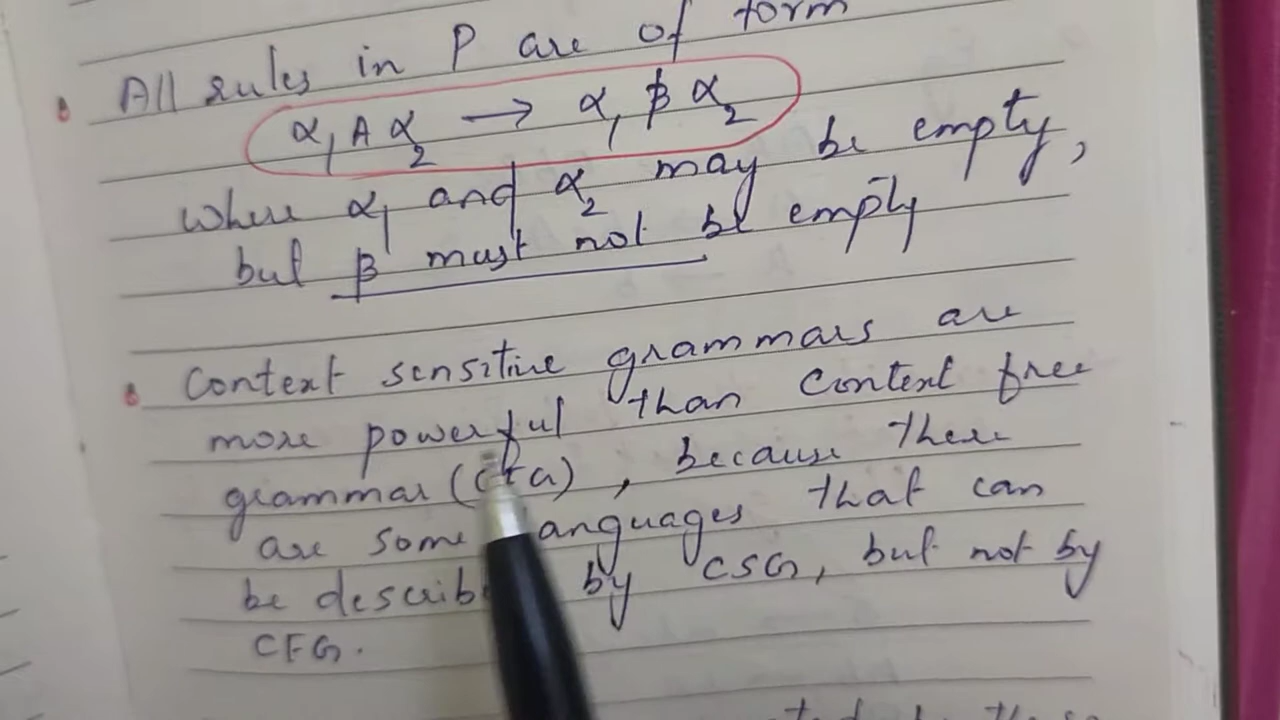 All rules in P are of form
α₁ A α₂ → α₁ β α₂
where α₁ and α₂ may be empty,
but β must not be empty
Context sensitive grammars are
more powerful than Context free
grammar (CFG), because there
are some languages that can
be described by CSG, but not by
CFG.